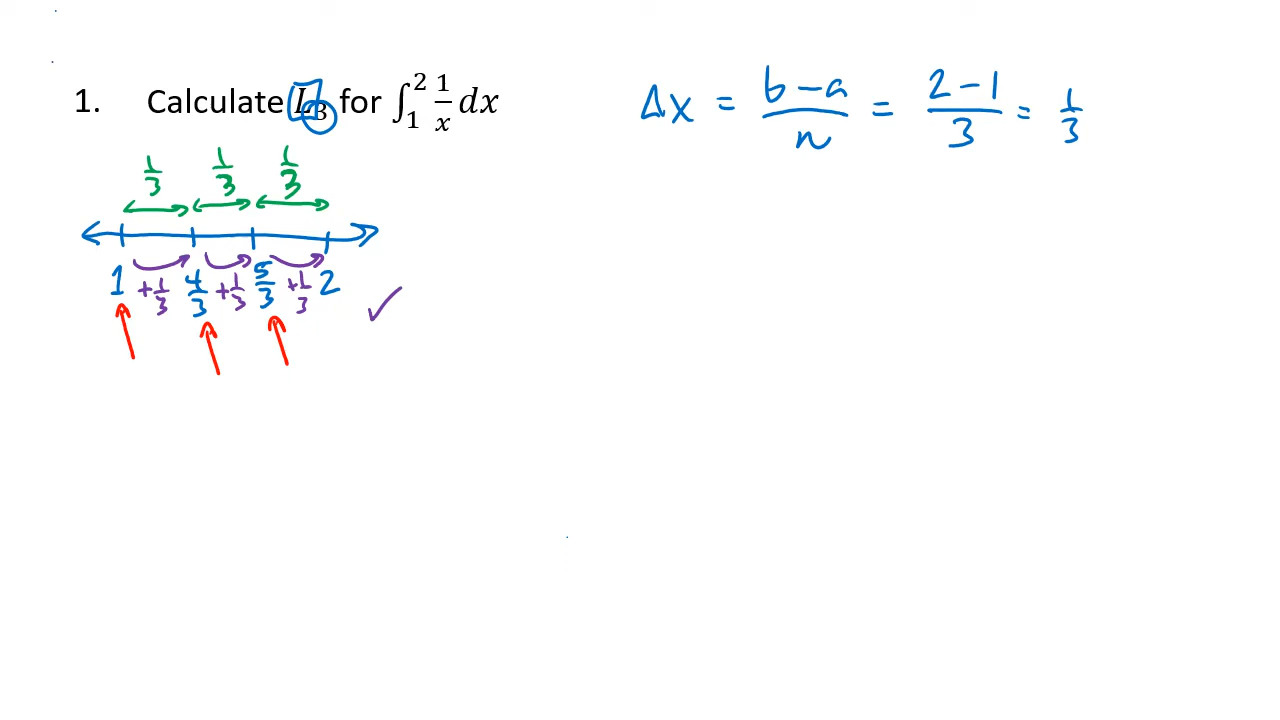 1. Calculate L₃ for ∫₁² 1/x dx
Δx = (b-a)/n = (2-1)/3 = 1/3
1/3 1/3 1/3
1 +1/3 4/3 +1/3 5/3 +1/3 2 ✓